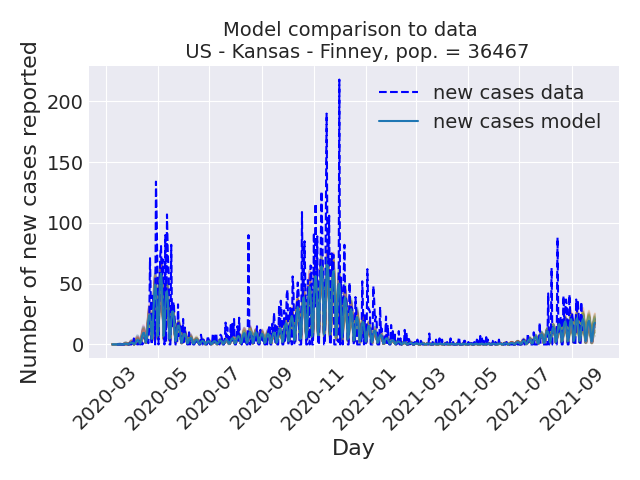 Model comparison to data
US - Kansas - Finney, pop. = 36467
Number of new cases reported
200
150
100
50
0
new cases data
new cases model
2020-03
2020-05
2020-07
2020-09
2020-11
2021-01
2021-03
2021-05
2021-07
2021-09
Day